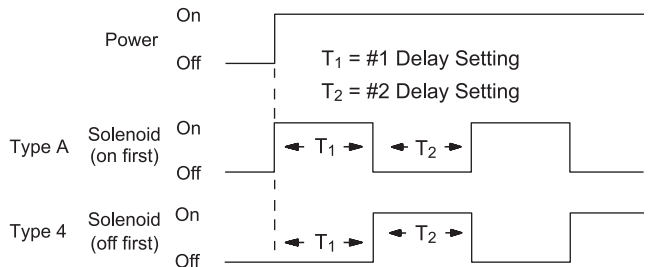 On
Power
Off
T1 = #1 Delay Setting
T2 = #2 Delay Setting
On
Type A Solenoid
(on first)
Off
T1
T2
On
Type 4 Solenoid
(off first)
Off
T1
T2